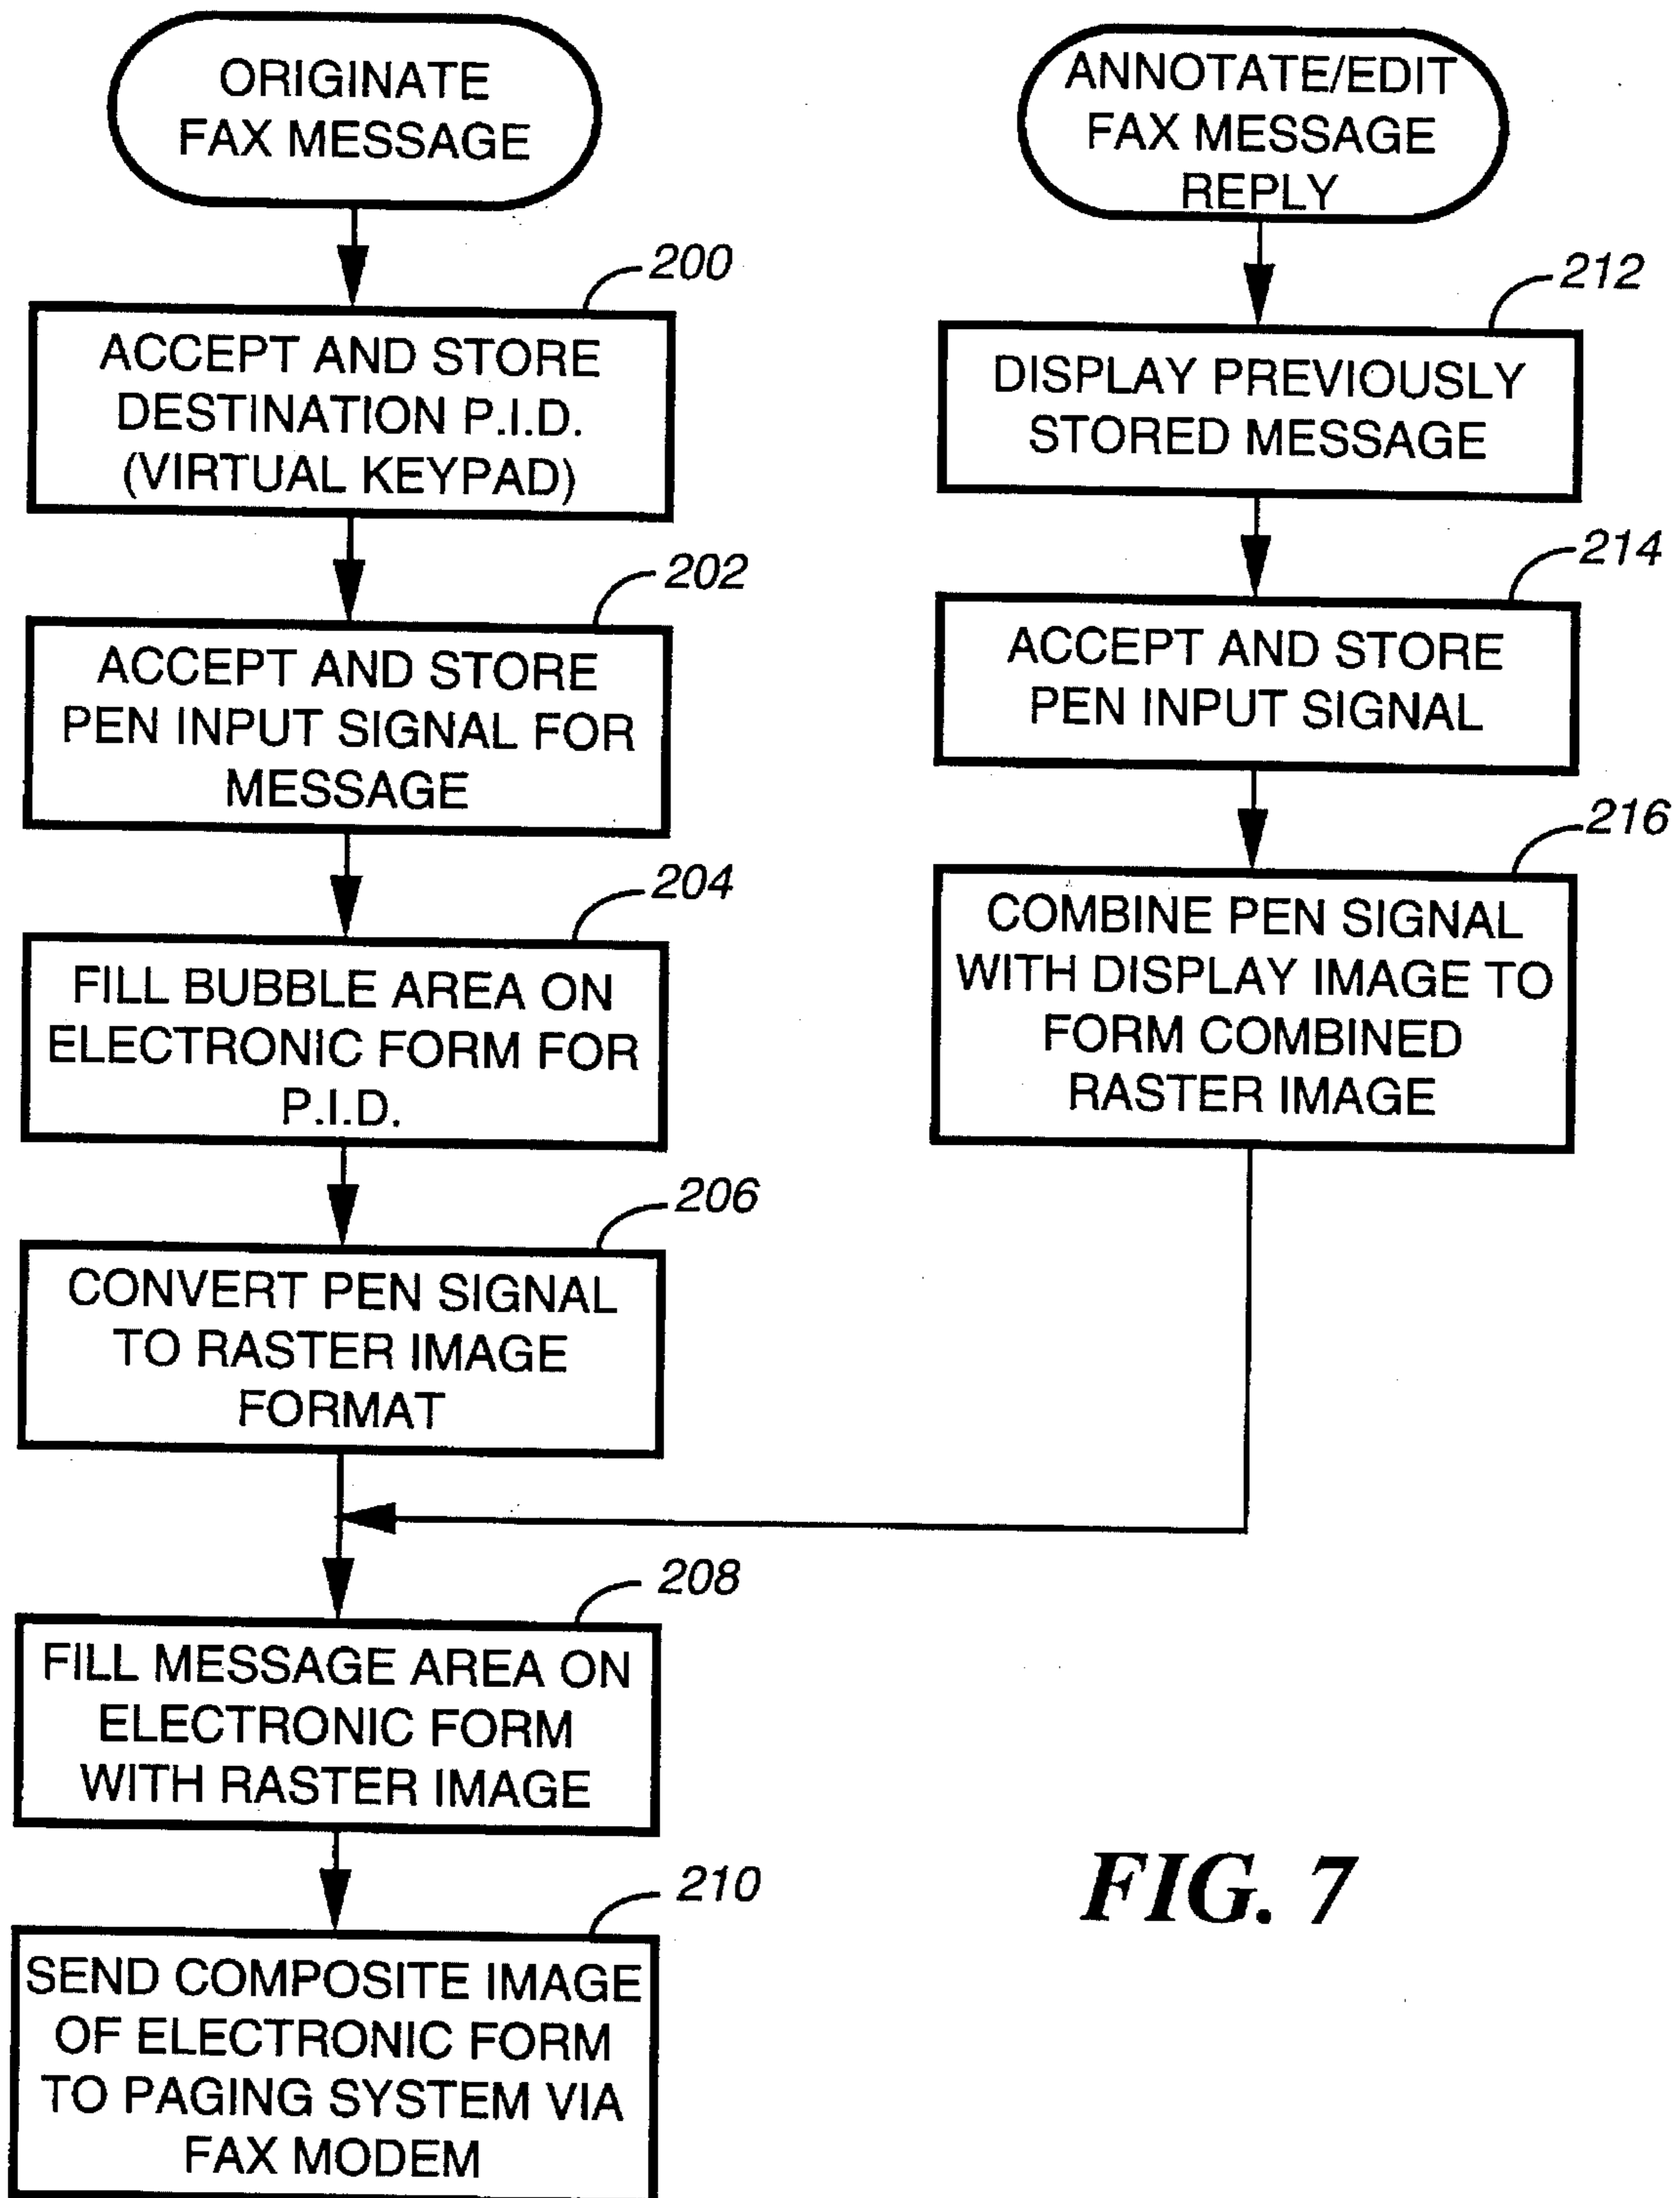 ORIGINATE
FAX MESSAGE
200
ACCEPT AND STORE
DESTINATION P.I.D.
(VIRTUAL KEYPAD)
202
ACCEPT AND STORE
PEN INPUT SIGNAL FOR
MESSAGE
204
FILL BUBBLE AREA ON
ELECTRONIC FORM FOR
P.I.D.
206
CONVERT PEN SIGNAL
TO RASTER IMAGE
FORMAT
208
FILL MESSAGE AREA ON
ELECTRONIC FORM
WITH RASTER IMAGE
210
SEND COMPOSITE IMAGE
OF ELECTRONIC FORM
TO PAGING SYSTEM VIA
FAX MODEM
ANNOTATE/EDIT
FAX MESSAGE
REPLY
212
DISPLAY PREVIOUSLY
STORED MESSAGE
214
ACCEPT AND STORE
PEN INPUT SIGNAL
216
COMBINE PEN SIGNAL
WITH DISPLAY IMAGE TO
FORM COMBINED
RASTER IMAGE
FIG. 7